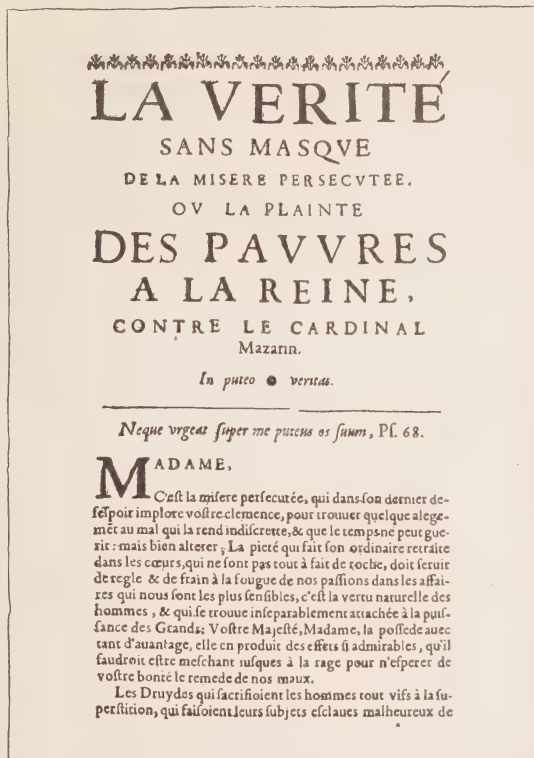 LA VERITÉ
SANS MASQVE
DE LA MISERE PERSECVTEE,
OV LA PLAINTE
DES PAVVRES
A LA REINE,
CONTRE LE CARDINAL
Mazarin.
In puteo veritas.
Neque vrgeat ſuper me puteus os ſuum, Pſ. 68.
MADAME,
C'eſt la miſere perſecutée, qui dans ſon dernier de-
ſeſpoir implore voſtre clemence, pour trouuer quelque alege-
mēt au mal qui la rend indiſcrette, & que le temps ne peut gue-
rir : mais bien alterer ; La pieté qui fait ſon ordinaire retraite
dans les cœurs, qui ne ſont pas tout à fait de roche, doit ſeruir
de regle & de frain à la fougue de nos paſſions dans les affai-
res qui nous ſont les plus ſenſibles, c'eſt la vertu naturelle des
hommes, & qui ſe trouue inſeparablement attachée à la puiſ-
ſance des Grands: Voſtre Majeſté, Madame, la poſſede auec
tant d'auantage, elle en produit des effets ſi admirables, qu'il
faudroit eſtre meſchant iuſques à la rage pour n'eſperer de
voſtre bonté le remede de nos maux.
Les Druydes qui ſacrifioient les hommes tout vifs à la ſu-
perſtition, qui faiſoient leurs ſubjets eſclaues malheureux de